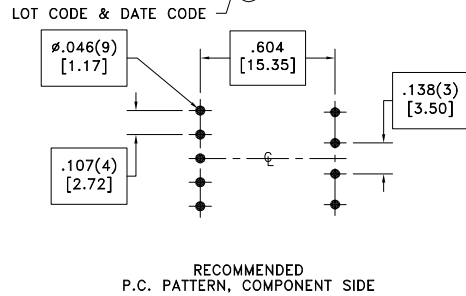 LOT CODE & DATE CODE
ø.046(9)
[1.17]
.604
[15.35]
.138(3)
[3.50]
.107(4)
[2.72]
℄
RECOMMENDED
P.C. PATTERN, COMPONENT SIDE